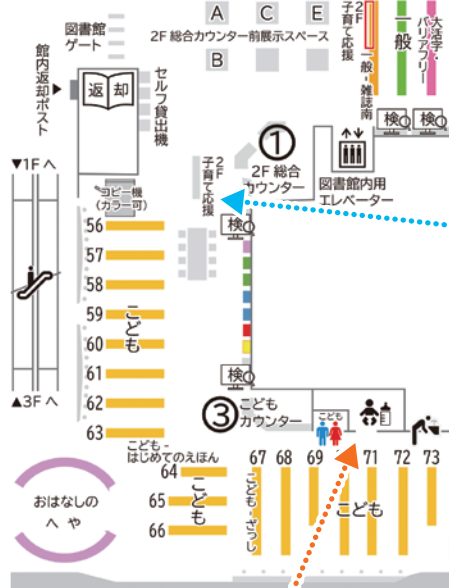 A
C
E
図書館
ゲート
2F 総合カウンター前展示スペース
B
D
F
2F
子育て応援
一般・雑誌南
一般
大活字・
バリアフリー
館内返却ポスト
返却
セルフ貸出機
検
検
①
2F 総合
カウンター
図書館内用
エレベーター
2F
子育て応援
▼1F へ
コピー機
(カラー可)
検
56
57
58
59
60
61
62
63
こども
検
▲3F へ
③
こども
カウンター
こども
こども -
はじめてのえほん
64
65
66
こども
おはなしの
へや
67
68
69
71
72
73
こども・ざっし
こども